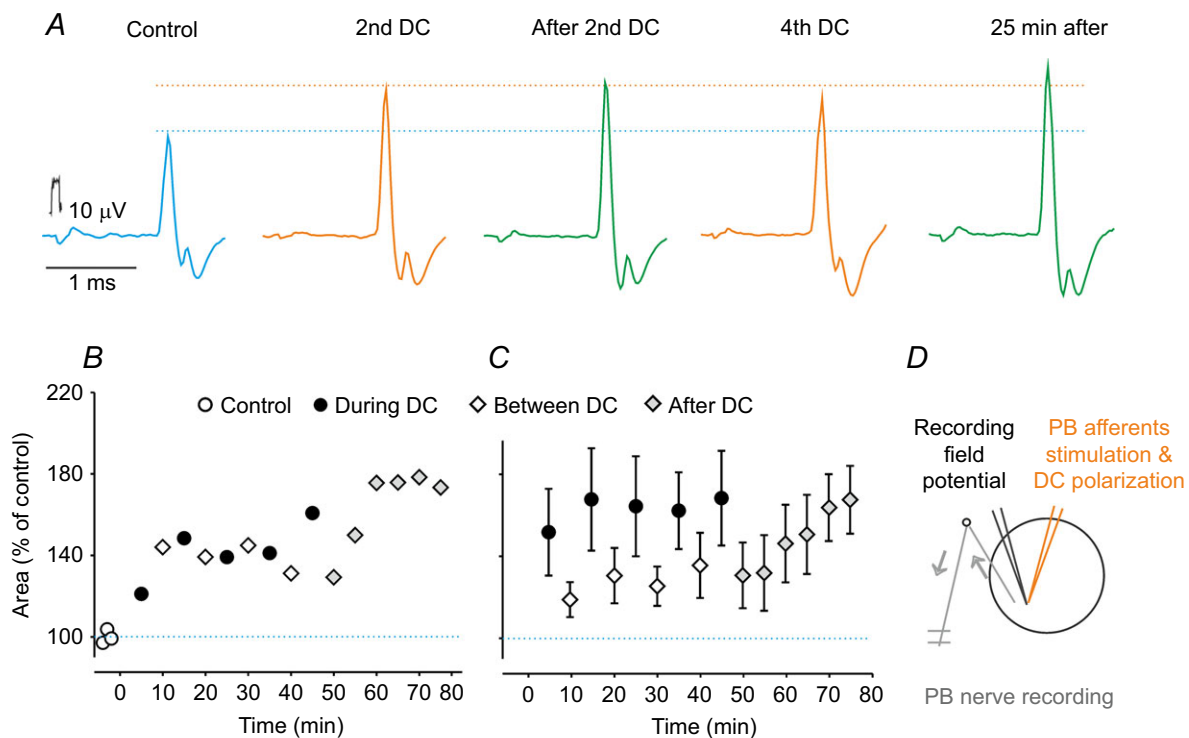 A
Control
2nd DC
After 2nd DC
4th DC
25 min after
10 µV
1 ms
B
C
D
220
180
140
100
Area (% of control)
Control
During DC
Between DC
After DC
0 10 20 30 40 50 60 70 80
Time (min)
0 10 20 30 40 50 60 70 80
Time (min)
Recording
field
potential
PB afferents
stimulation &
DC polarization
PB nerve recording